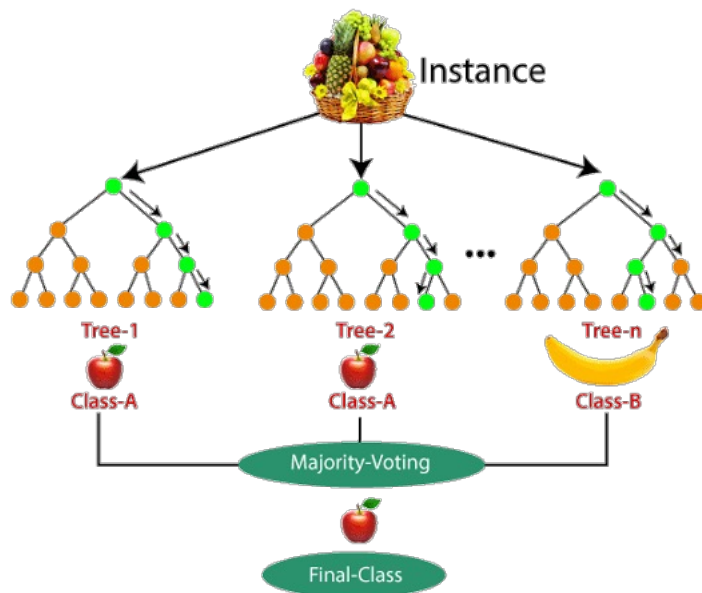 Instance
...
Tree-1
Tree-2
Tree-n
Class-A
Class-A
Class-B
Majority-Voting
Final-Class